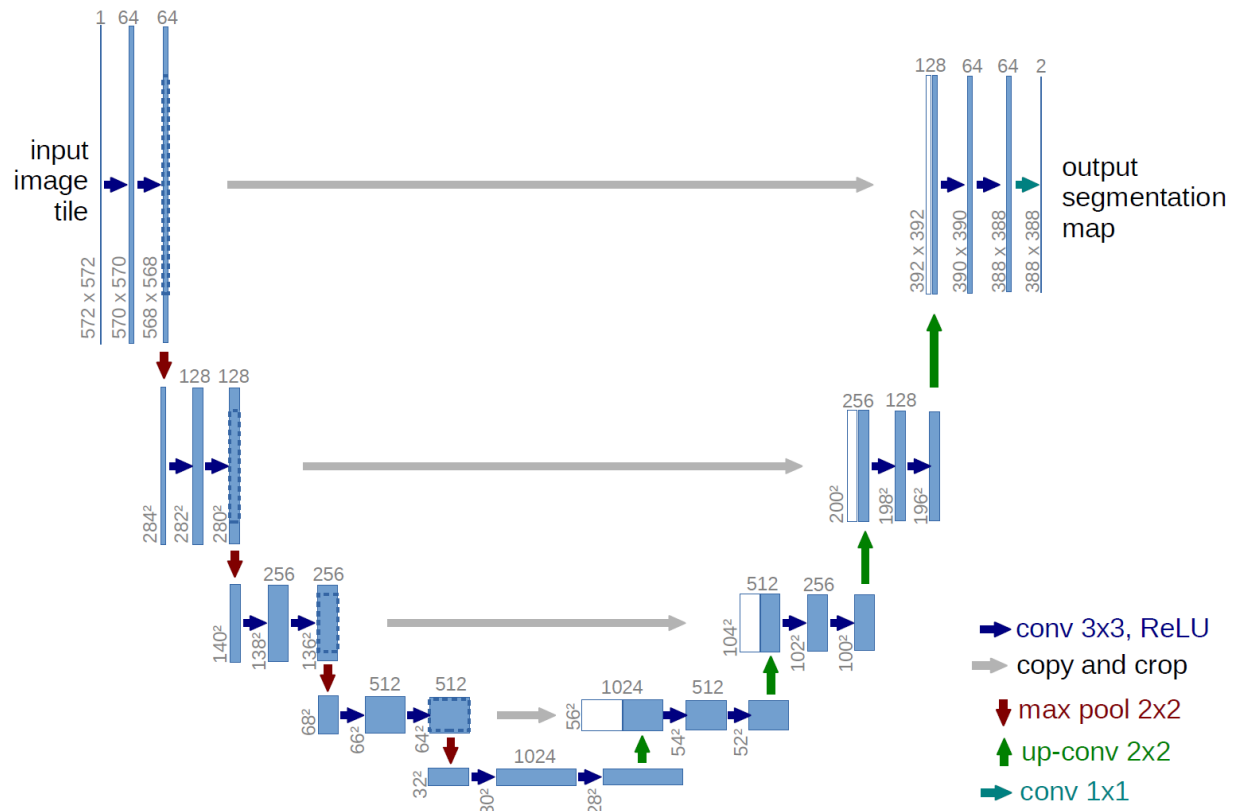 1 64 64
input
image
tile
572 x 572
570 x 570
568 x 568
128 64 64 2
output
segmentation
map
392 x 392
390 x 390
388 x 388
388 x 388
128 128
284²
282²
280²
256 128
200²
198²
196²
256 256
140²
138²
136²
512 256
104²
102²
100²
512 512
68²
66²
64²
1024 512
56²
54²
52²
1024
32²
30²
28²
conv 3x3, ReLU
copy and crop
max pool 2x2
up-conv 2x2
conv 1x1